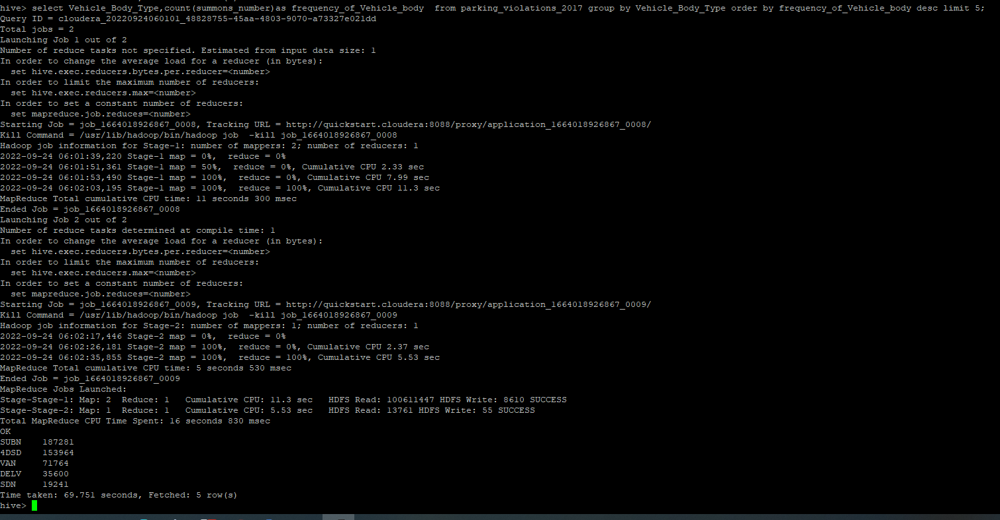 hive> select Vehicle_Body_Type,count(summons_number)as frequency_of_Vehicle_body  from parking_violations_2017 group by Vehicle_Body_Type order by frequency_of_Vehicle_body desc limit 5;
Query ID = cloudera_20220924060101_48828755-45aa-4803-9070-a73327e021dd
Total jobs = 2
Launching Job 1 out of 2
Number of reduce tasks not specified. Estimated from input data size: 1
In order to change the average load for a reducer (in bytes):
  set hive.exec.reducers.bytes.per.reducer=<number>
In order to limit the maximum number of reducers:
  set hive.exec.reducers.max=<number>
In order to set a constant number of reducers:
  set mapreduce.job.reduces=<number>
Starting Job = job_1664018926867_0008, Tracking URL = http://quickstart.cloudera:8088/proxy/application_1664018926867_0008/
Kill Command = /usr/lib/hadoop/bin/hadoop job  -kill job_1664018926867_0008
Hadoop job information for Stage-1: number of mappers: 2; number of reducers: 1
2022-09-24 06:01:39,220 Stage-1 map = 0%,  reduce = 0%
2022-09-24 06:01:51,361 Stage-1 map = 50%,  reduce = 0%, Cumulative CPU 2.33 sec
2022-09-24 06:01:53,490 Stage-1 map = 100%,  reduce = 0%, Cumulative CPU 7.99 sec
2022-09-24 06:02:03,195 Stage-1 map = 100%,  reduce = 100%, Cumulative CPU 11.3 sec
MapReduce Total cumulative CPU time: 11 seconds 300 msec
Ended Job = job_1664018926867_0008
Launching Job 2 out of 2
Number of reduce tasks determined at compile time: 1
In order to change the average load for a reducer (in bytes):
  set hive.exec.reducers.bytes.per.reducer=<number>
In order to limit the maximum number of reducers:
  set hive.exec.reducers.max=<number>
In order to set a constant number of reducers:
  set mapreduce.job.reduces=<number>
Starting Job = job_1664018926867_0009, Tracking URL = http://quickstart.cloudera:8088/proxy/application_1664018926867_0009/
Kill Command = /usr/lib/hadoop/bin/hadoop job  -kill job_1664018926867_0009
Hadoop job information for Stage-2: number of mappers: 1; number of reducers: 1
2022-09-24 06:02:17,446 Stage-2 map = 0%,  reduce = 0%
2022-09-24 06:02:26,181 Stage-2 map = 100%,  reduce = 0%, Cumulative CPU 2.37 sec
2022-09-24 06:02:35,855 Stage-2 map = 100%,  reduce = 100%, Cumulative CPU 5.53 sec
MapReduce Total cumulative CPU time: 5 seconds 530 msec
Ended Job = job_1664018926867_0009
MapReduce Jobs Launched:
Stage-Stage-1: Map: 2  Reduce: 1   Cumulative CPU: 11.3 sec   HDFS Read: 100611447 HDFS Write: 8610 SUCCESS
Stage-Stage-2: Map: 1  Reduce: 1   Cumulative CPU: 5.53 sec   HDFS Read: 13761 HDFS Write: 55 SUCCESS
Total MapReduce CPU Time Spent: 16 seconds 830 msec
OK
SUBN    187281
4DSD    153964
VAN     71764
DELV    35600
SDN     19241
Time taken: 69.751 seconds, Fetched: 5 row(s)
hive>